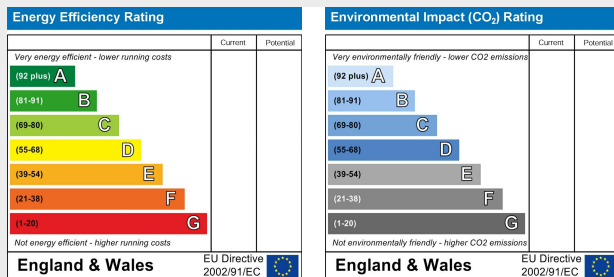 Energy Efficiency Rating
Current Potential
Very energy efficient - lower running costs
(92 plus) A
(81-91) B
(69-80) C
(55-68) D
(39-54) E
(21-38) F
(1-20) G
Not energy efficient - higher running costs
England & Wales
EU Directive
2002/91/EC
Environmental Impact (CO₂) Rating
Current Potential
Very environmentally friendly - lower CO2 emissions
(92 plus) A
(81-91) B
(69-80) C
(55-68) D
(39-54) E
(21-38) F
(1-20) G
Not environmentally friendly - higher CO2 emissions
England & Wales
EU Directive
2002/91/EC